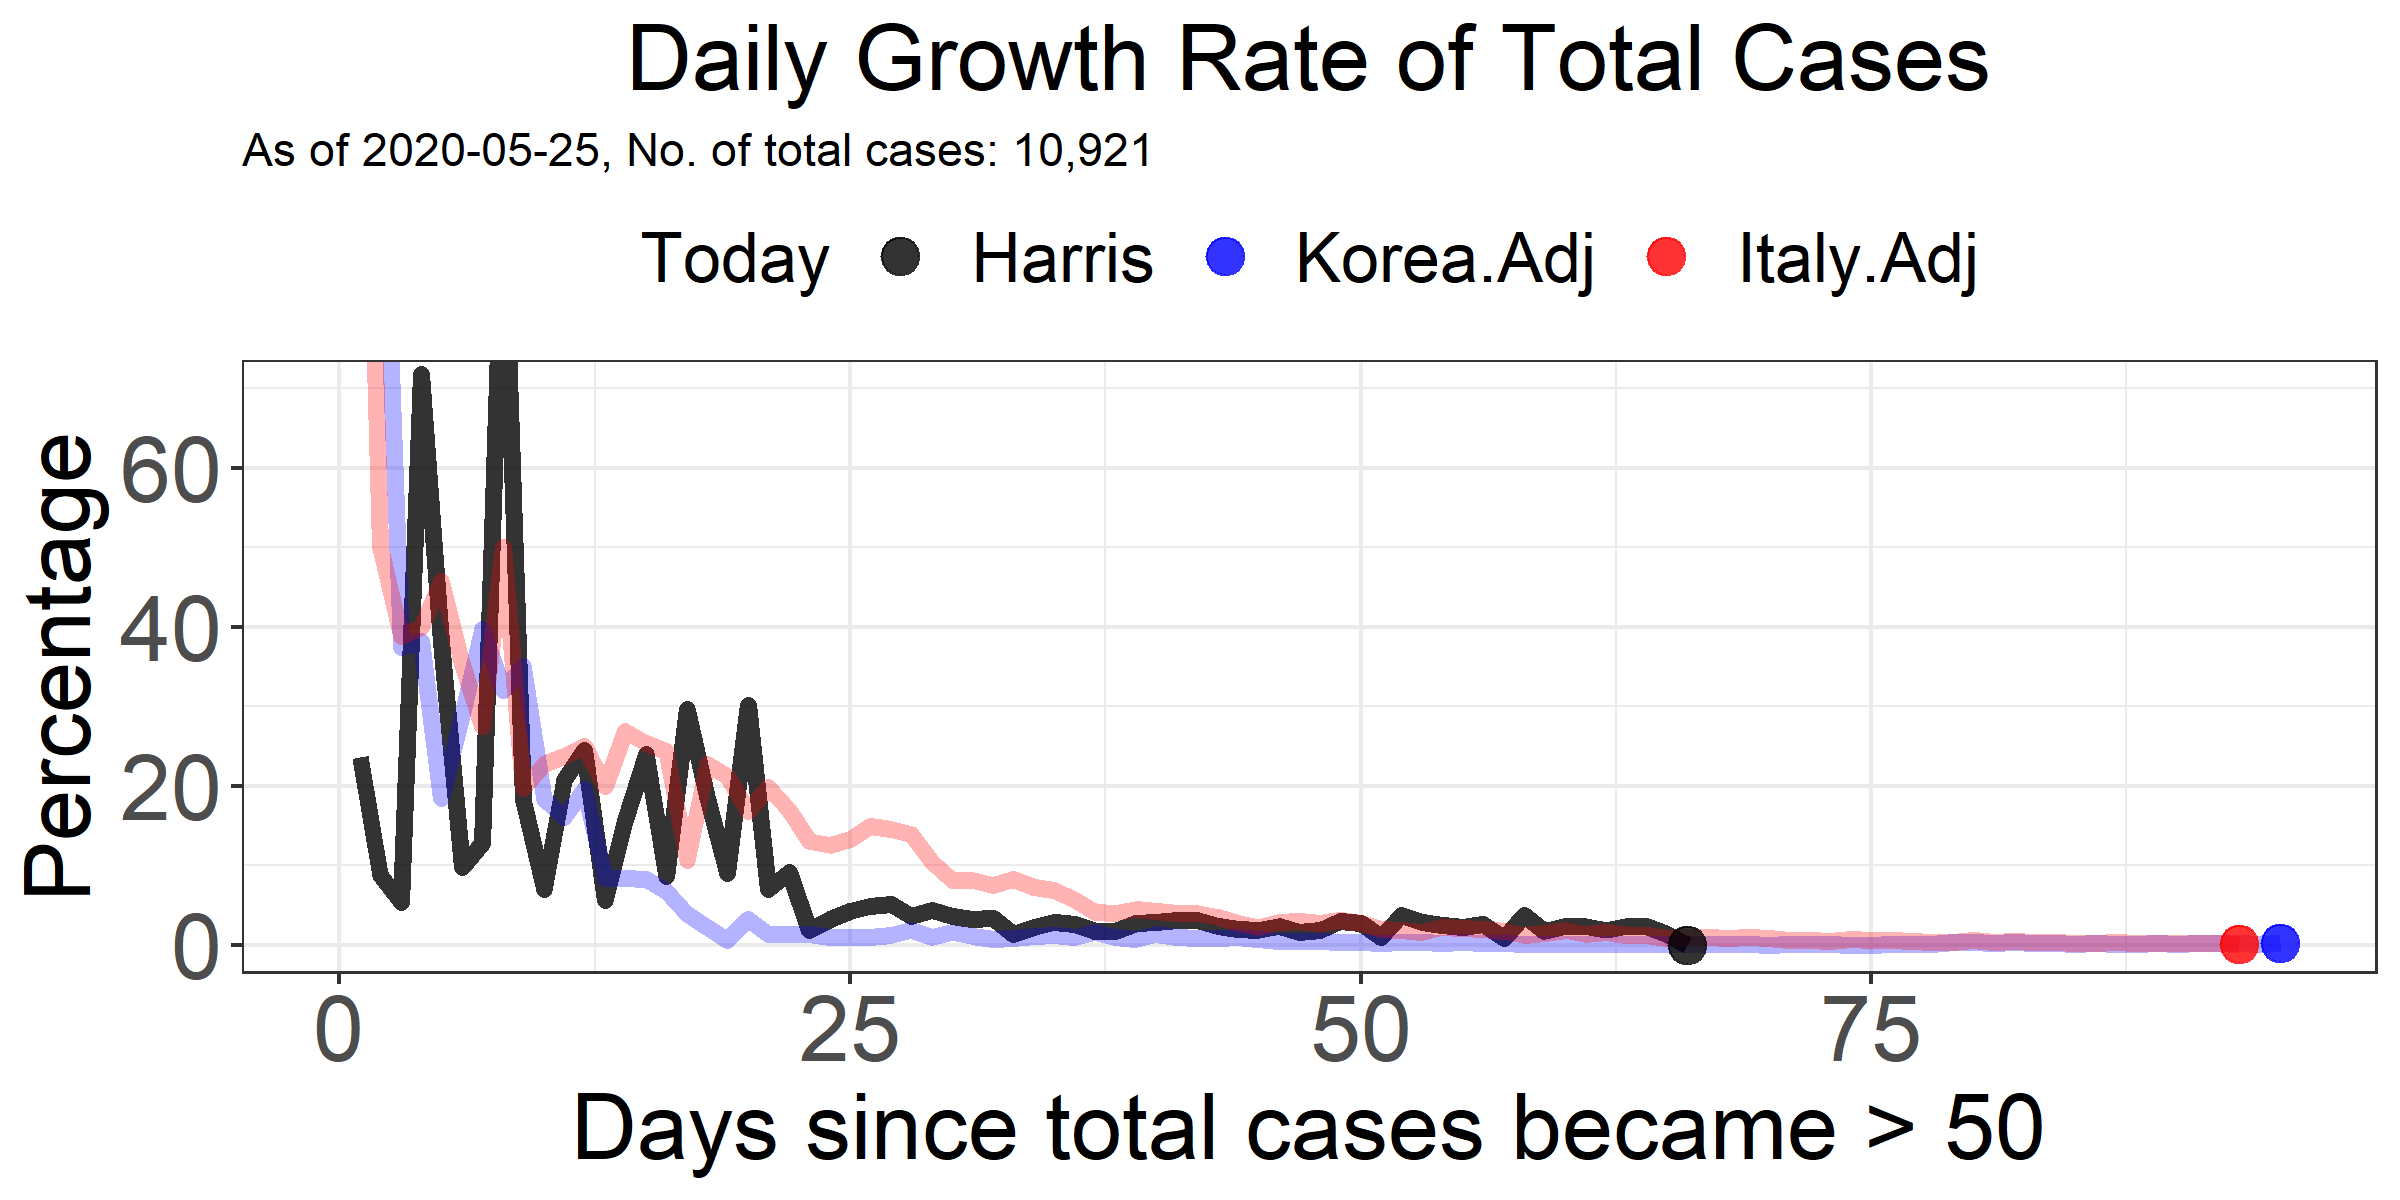 Daily Growth Rate of Total Cases
As of 2020-05-25, No. of total cases: 10,921
Today Harris Korea.Adj Italy.Adj
Percentage
60
40
20
0
0 25 50 75
Days since total cases became > 50